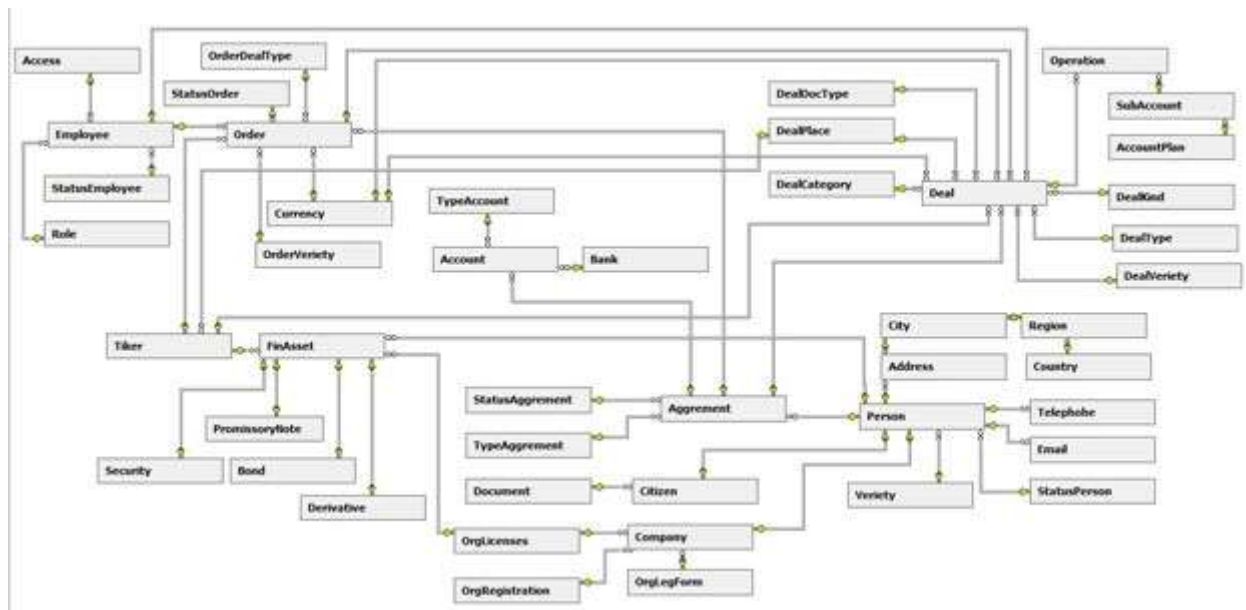 Access
OrderDealType
Operation
StatusOrder
DealDocType
SubAccount
Employee
Order
DealPlace
AccountPlan
StatusEmployee
DealCategory
Deal
DealKind
TypeAccount
Currency
Role
DealType
OrderVeriety
Account
Bank
DealVeriety
City
Region
Tiker
FinAsset
Address
Country
StatusAggrement
Aggrement
Person
Telephobe
PromissoryNote
TypeAggrement
Email
Security
Bond
Document
Citizen
Veriety
StatusPerson
Derivative
OrgLicenses
Company
OrgRegistration
OrgLegForm